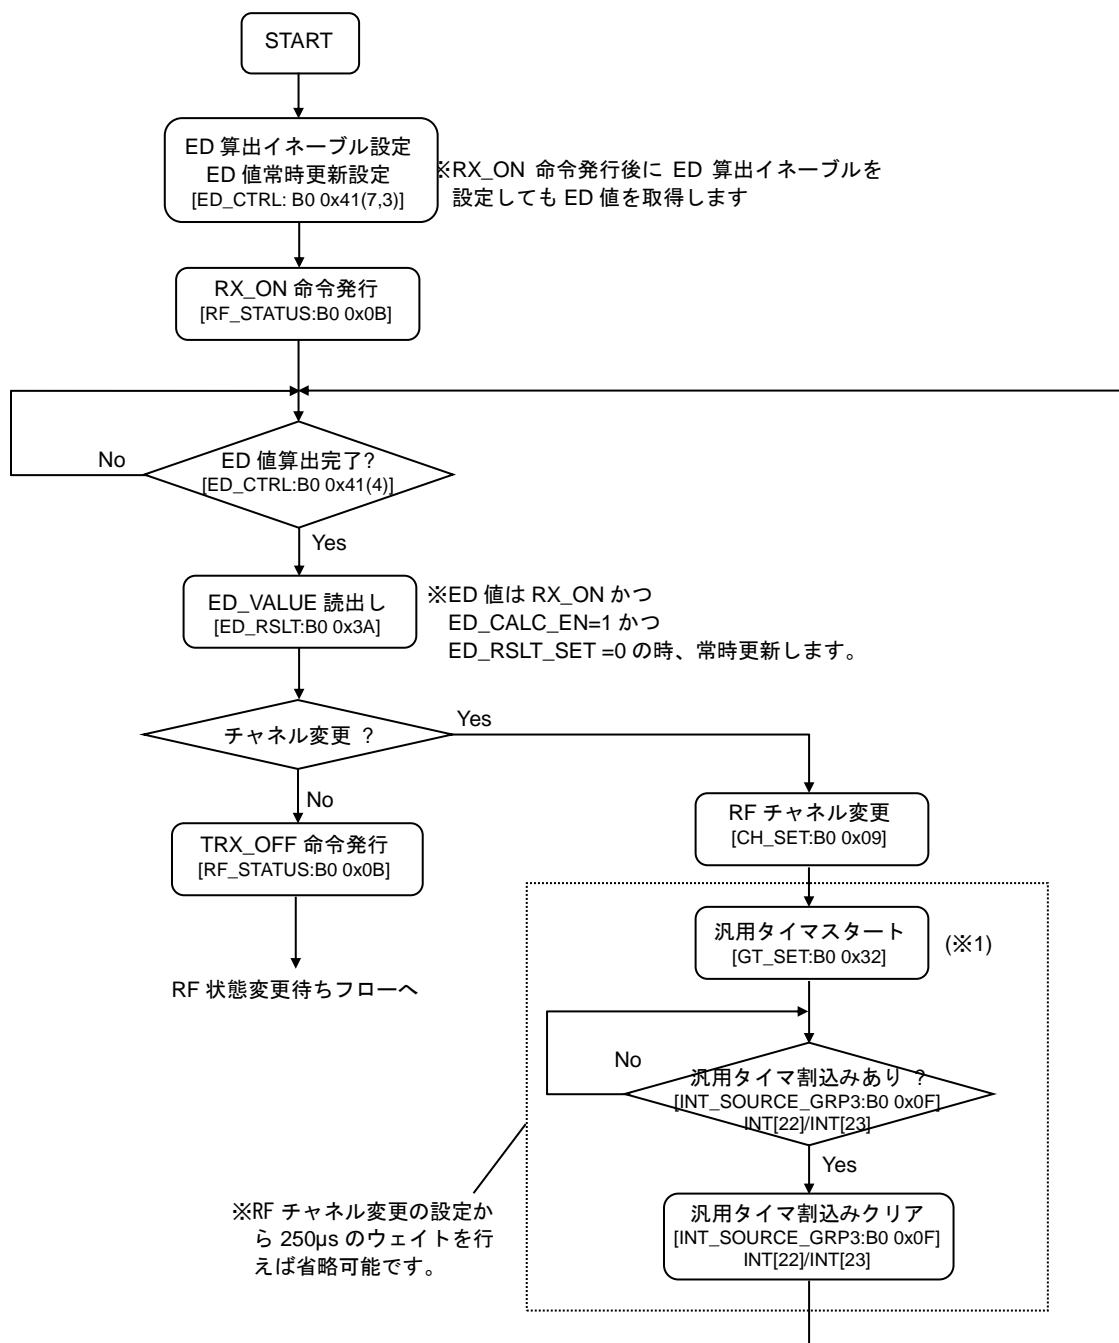 START
ED 算出イネーブル設定
ED 値常時更新設定
[ED_CTRL: B0 0x41(7,3)]
※RX_ON 命令発行後に ED 算出イネーブルを
設定しても ED 値を取得します
RX_ON 命令発行
[RF_STATUS:B0 0x0B]
No
ED 値算出完了?
[ED_CTRL:B0 0x41(4)]
Yes
ED_VALUE 読出し
[ED_RSLT:B0 0x3A]
※ED 値は RX_ON かつ
ED_CALC_EN=1 かつ
ED_RSLT_SET =0 の時、常時更新します。
チャネル変更 ?
Yes
No
RF チャネル変更
[CH_SET:B0 0x09]
TRX_OFF 命令発行
[RF_STATUS:B0 0x0B]
RF 状態変更待ちフローへ
汎用タイマスタート
[GT_SET:B0 0x32]
(※1)
No
汎用タイマ割込みあり ?
[INT_SOURCE_GRP3:B0 0x0F]
INT[22]/INT[23]
Yes
※RF チャネル変更の設定か
ら 250μs のウェイトを行
えば省略可能です。
汎用タイマ割込みクリア
[INT_SOURCE_GRP3:B0 0x0F]
INT[22]/INT[23]